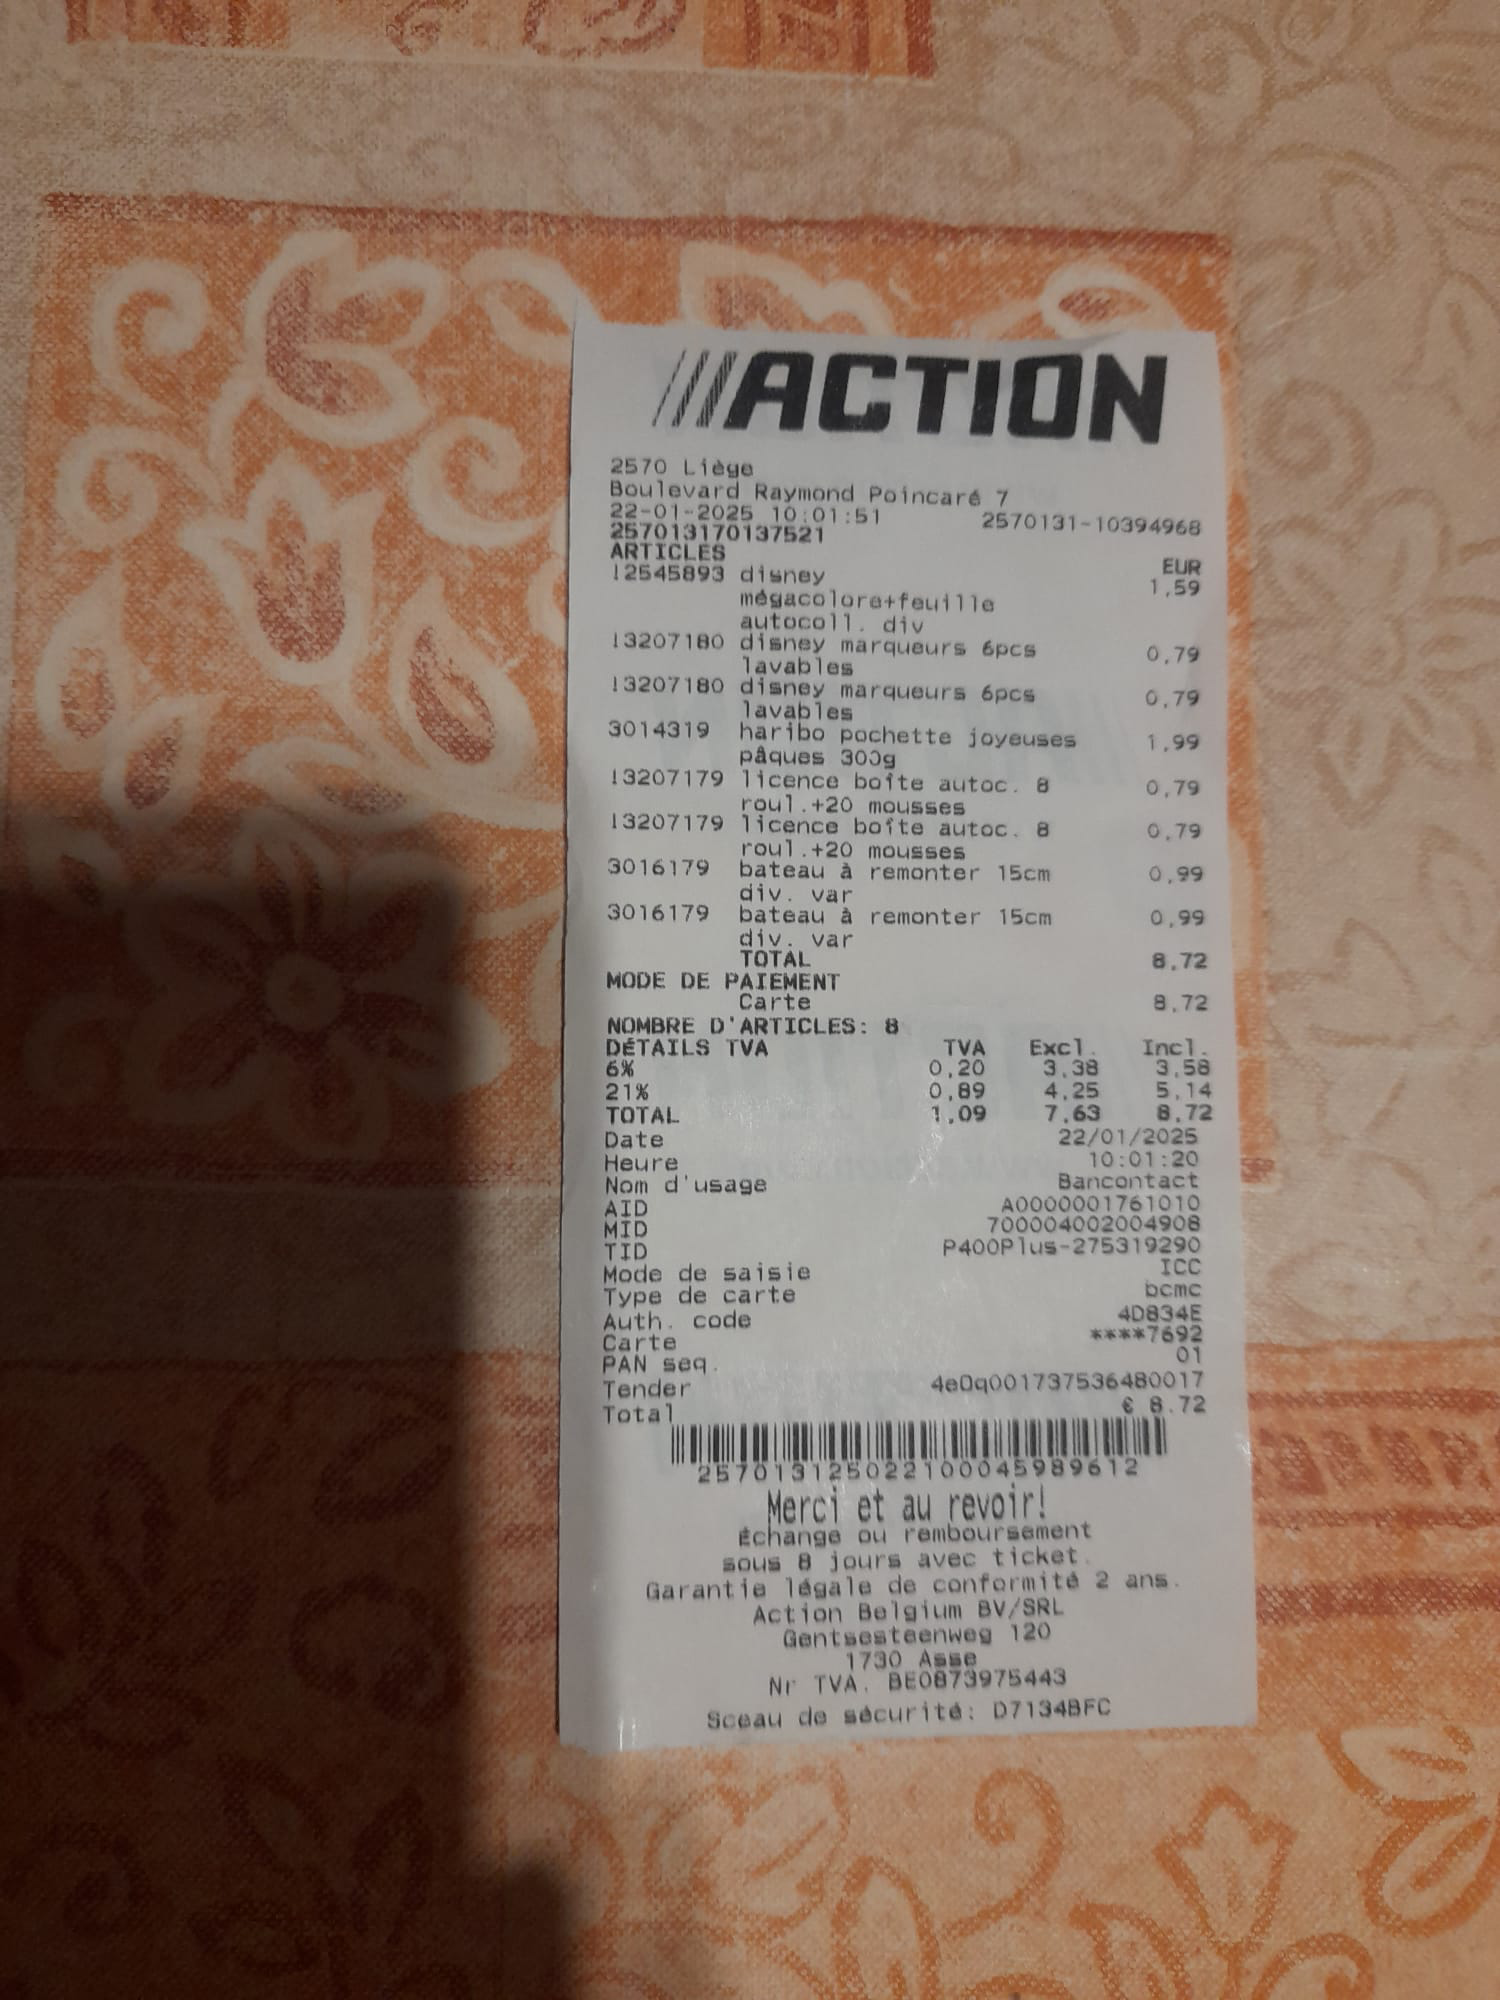 ///ACTION
2570 Liège
Boulevard Raymond Poincaré 7
22-01-2025 10:01:51 2570131-10394968
257013170137521
ARTICLES EUR
12545893 disney 1,59
mégacolore+feuille
autocoll. div
13207180 disney marqueurs 6pcs 0,79
lavables
13207180 disney marqueurs 6pcs 0,79
lavables
3014319 haribo pochette joyeuses 1,99
pâques 300g
13207179 licence boîte autoc. 8 0,79
roul.+20 mousses
13207179 licence boîte autoc. 8 0,79
roul.+20 mousses
3016179 bateau à remonter 15cm 0,99
div. var
3016179 bateau à remonter 15cm 0,99
div. var
TOTAL 8,72
MODE DE PAIEMENT
Carte 8,72
NOMBRE D'ARTICLES: 8
DÉTAILS TVA TVA Excl. Incl.
6% 0,20 3,38 3,58
21% 0,89 4,25 5,14
TOTAL 1,09 7,63 8,72
Date 22/01/2025
Heure 10:01:20
Nom d'usage Bancontact
AID A0000001761010
MID 700004002004908
TID P400Plus-275319290
Mode de saisie ICC
Type de carte bcmc
Auth. code 4D834E
Carte ****7692
PAN seq. 01
Tender 4e0q001737536480017
Total € 8.72
257013125022100045989612
Merci et au revoir!
Échange ou remboursement
sous 8 jours avec ticket.
Garantie légale de conformité 2 ans.
Action Belgium BV/SRL
Gentsesteenweg 120
1730 Asse
Nr TVA. BE0873975443
Sceau de sécurité: D7134BFC